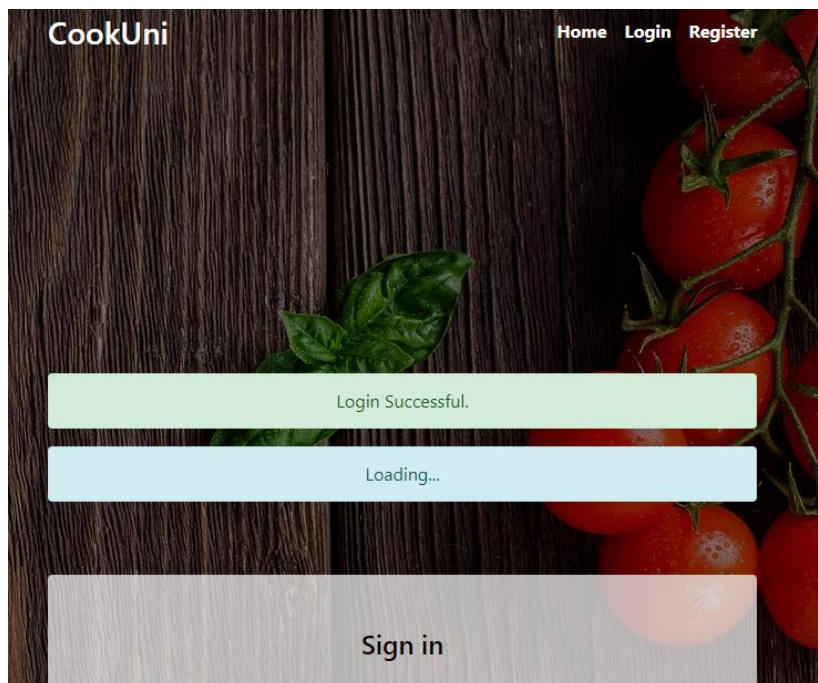 CookUni
Home Login Register
Login Successful.
Loading...
Sign in